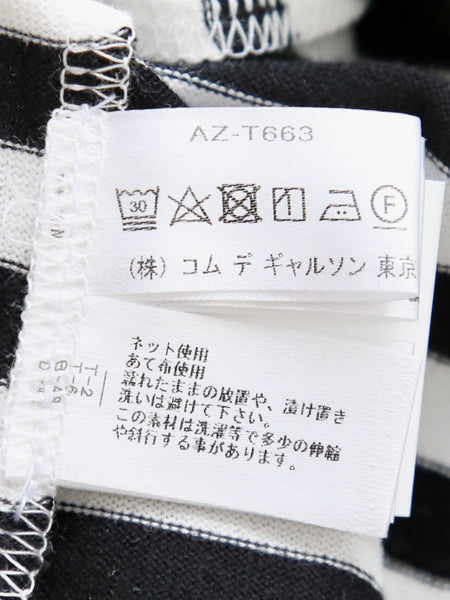 AZ-T663
30 F
(株) コム デ ギャルソン 東京
ネット使用
あて布使用
濡れたままの放置や、漬け置き
洗いは避けて下さい。
この素材は洗濯等で多少の伸縮
や斜行する事があります。